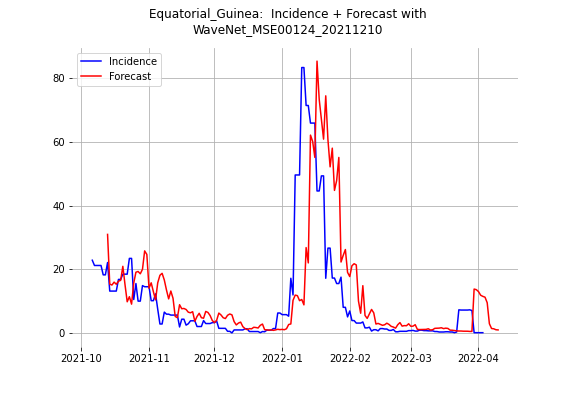 Equatorial_Guinea:  Incidence + Forecast with
WaveNet_MSE00124_20211210
Incidence
Forecast
80
60
40
20
0
2021-10 2021-11 2021-12 2022-01 2022-02 2022-03 2022-04